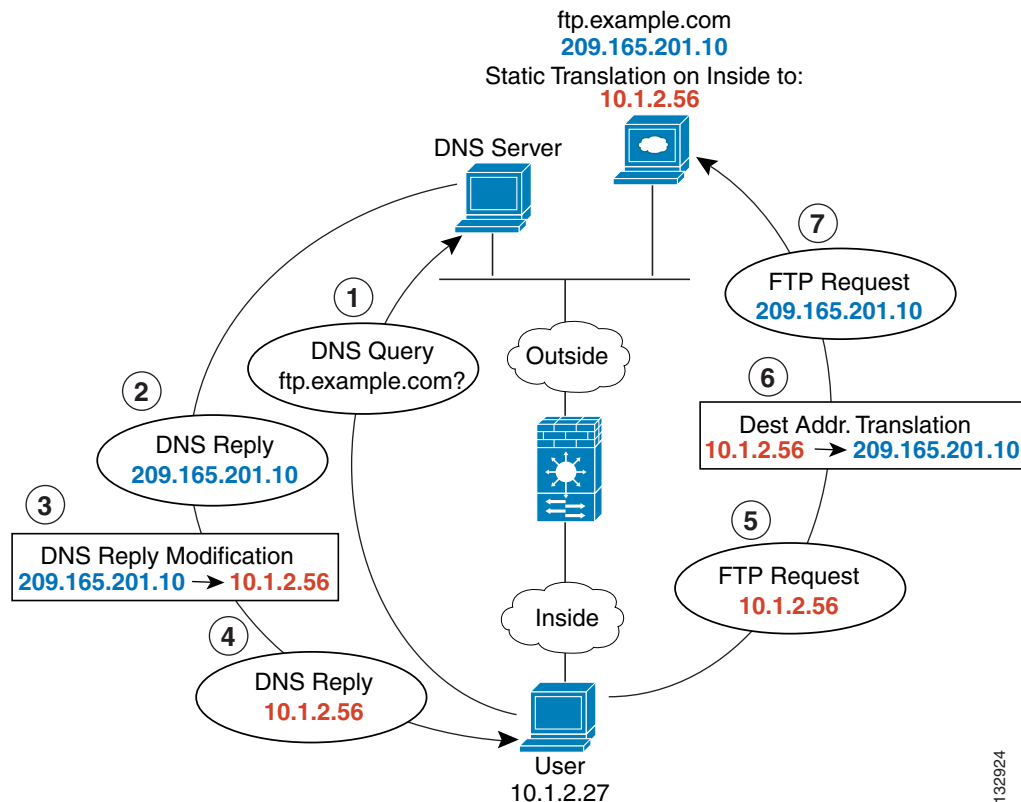 ftp.example.com
209.165.201.10
Static Translation on Inside to:
10.1.2.56
DNS Server
7
FTP Request
209.165.201.10
1
DNS Query
ftp.example.com?
Outside
2
DNS Reply
209.165.201.10
6
Dest Addr. Translation
10.1.2.56 → 209.165.201.10
3
DNS Reply Modification
209.165.201.10 → 10.1.2.56
5
FTP Request
10.1.2.56
Inside
4
DNS Reply
10.1.2.56
User
10.1.2.27
132924